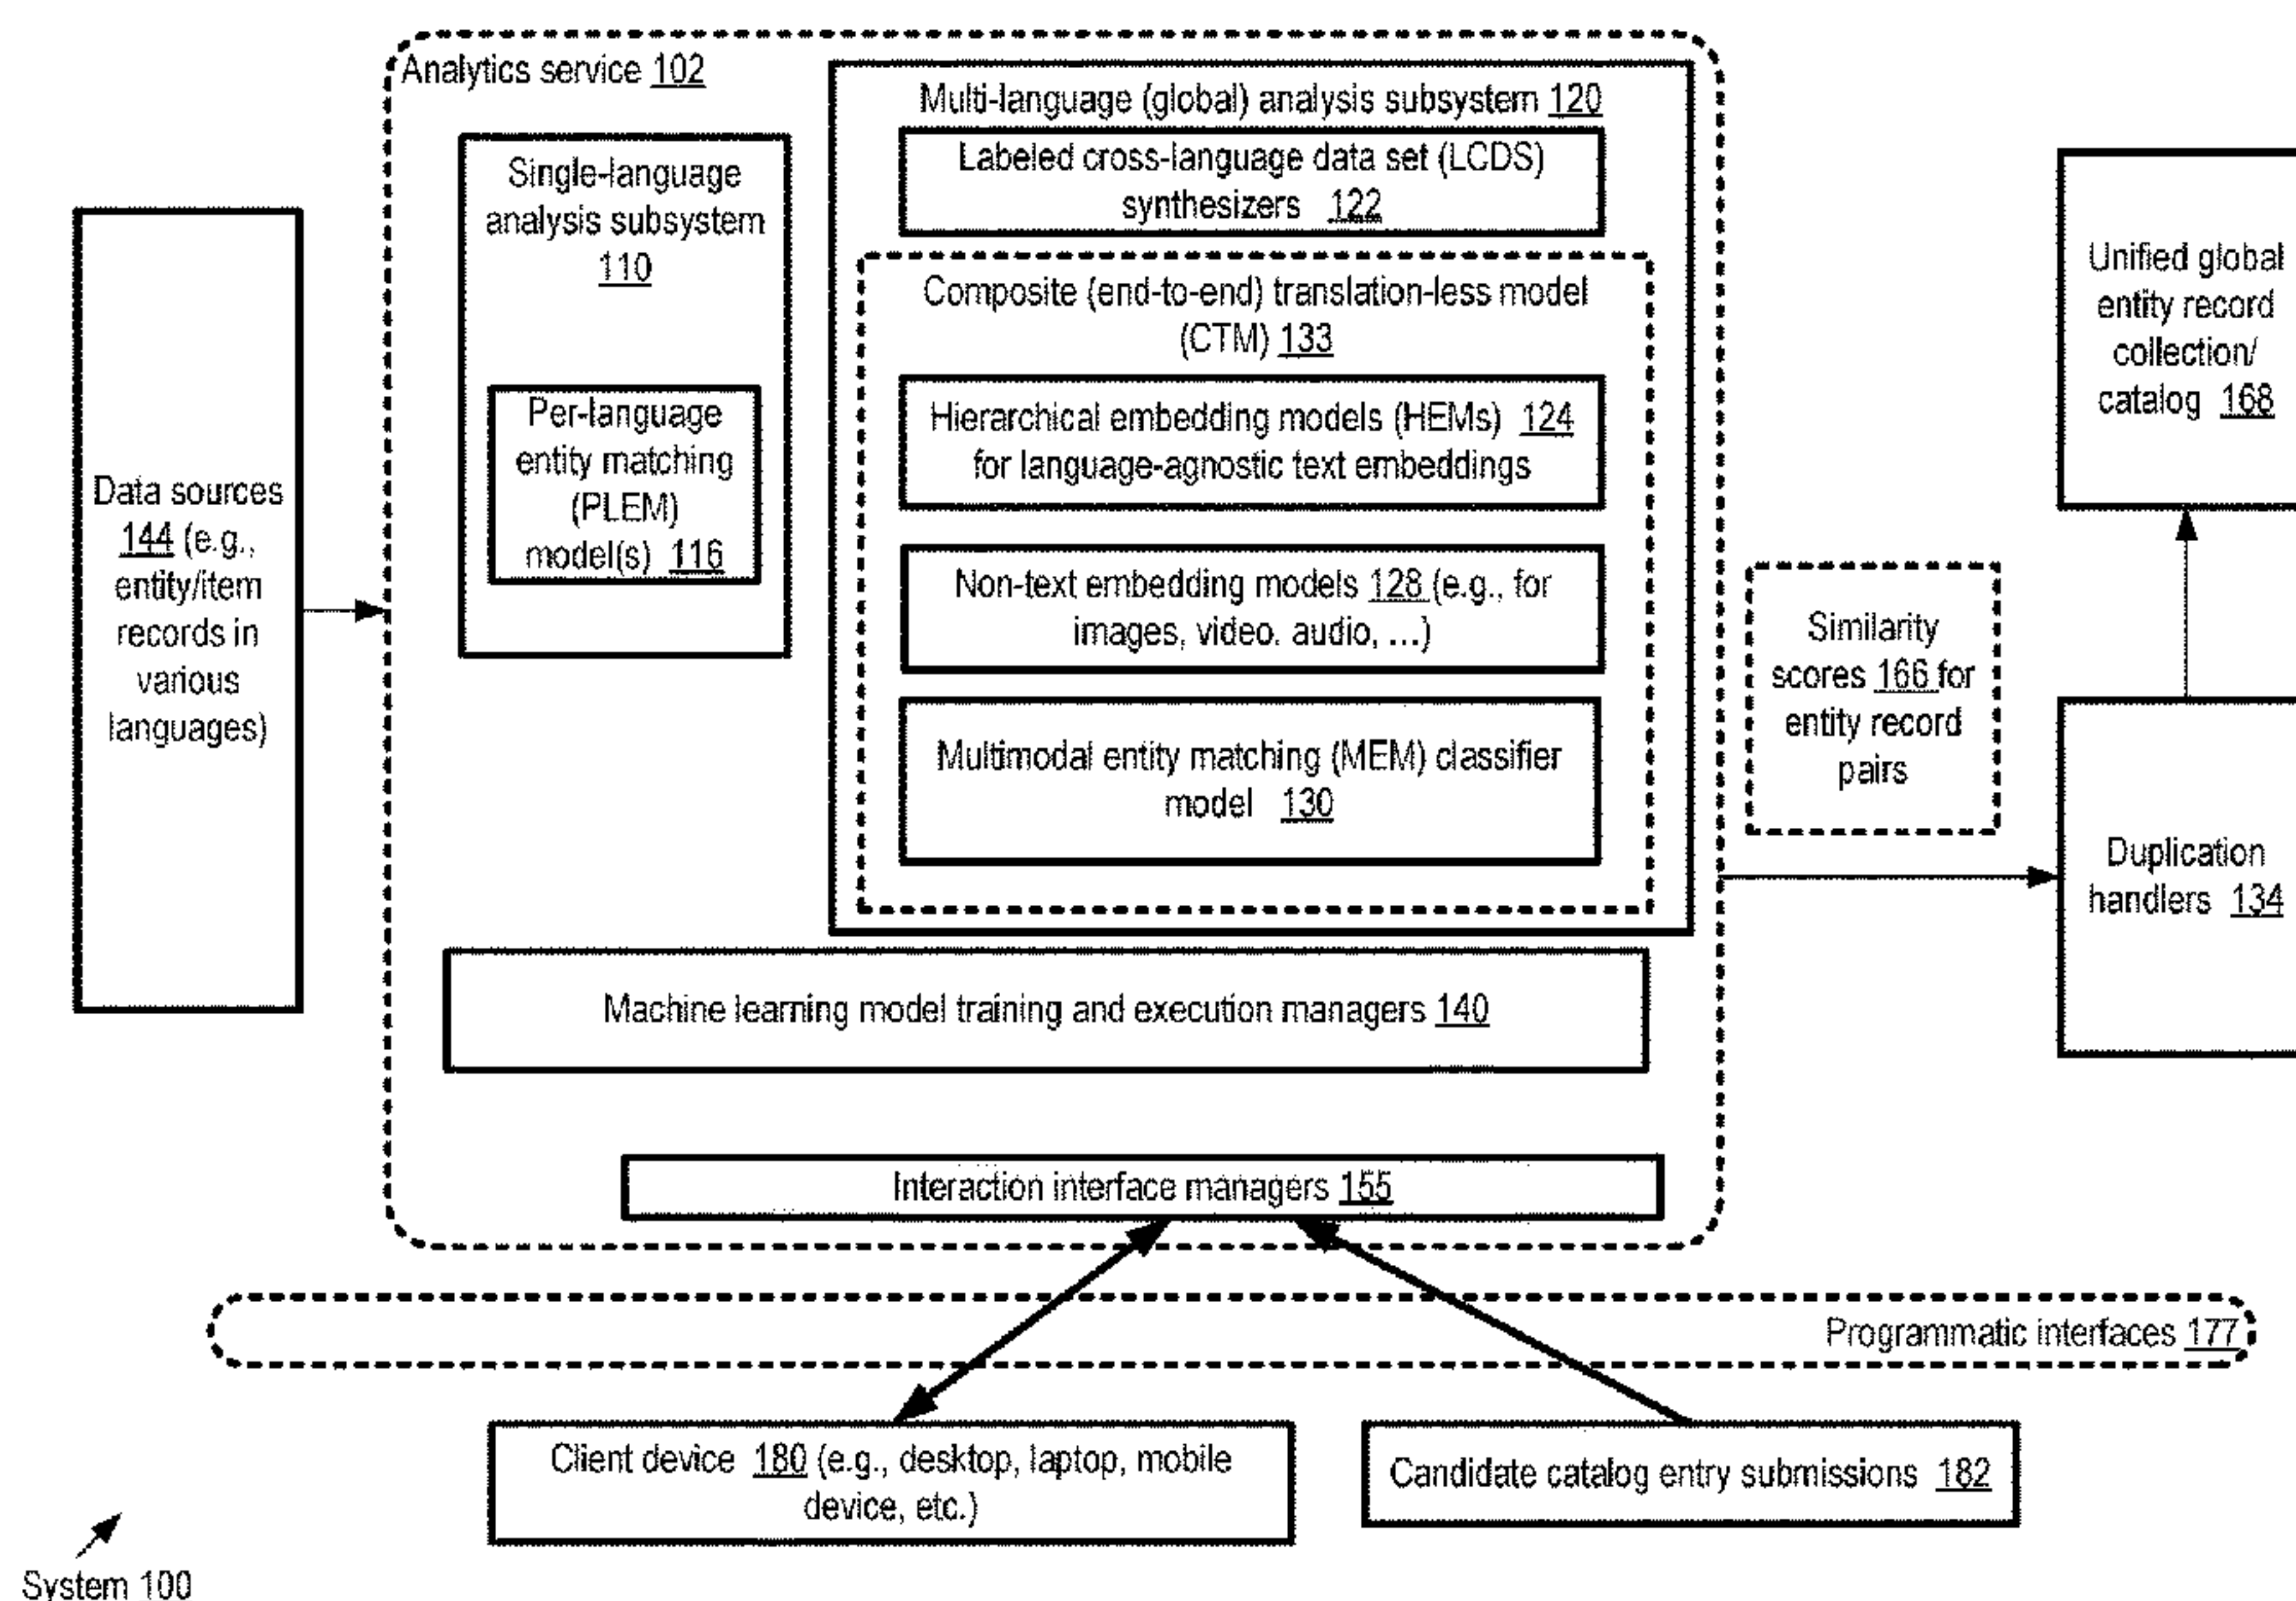 Analytics service 102
Data sources
144 (e.g.,
entity/item
records in
various
languages)
Single-language
analysis subsystem
110
Per-language
entity matching
(PLEM)
model(s) 116
Multi-language (global) analysis subsystem 120
Labeled cross-language data set (LCDS)
synthesizers 122
Composite (end-to-end) translation-less model
(CTM) 133
Hierarchical embedding models (HEMs) 124
for language-agnostic text embeddings
Non-text embedding models 128 (e.g., for
images, video. audio, ...)
Multimodal entity matching (MEM) classifier
model 130
Machine learning model training and execution managers 140
Interaction interface managers 155
Similarity
scores 166 for
entity record
pairs
Unified global
entity record
collection/
catalog 168
Duplication
handlers 134
Programmatic interfaces 177
Client device 180 (e.g., desktop, laptop, mobile
device, etc.)
Candidate catalog entry submissions 182
System 100